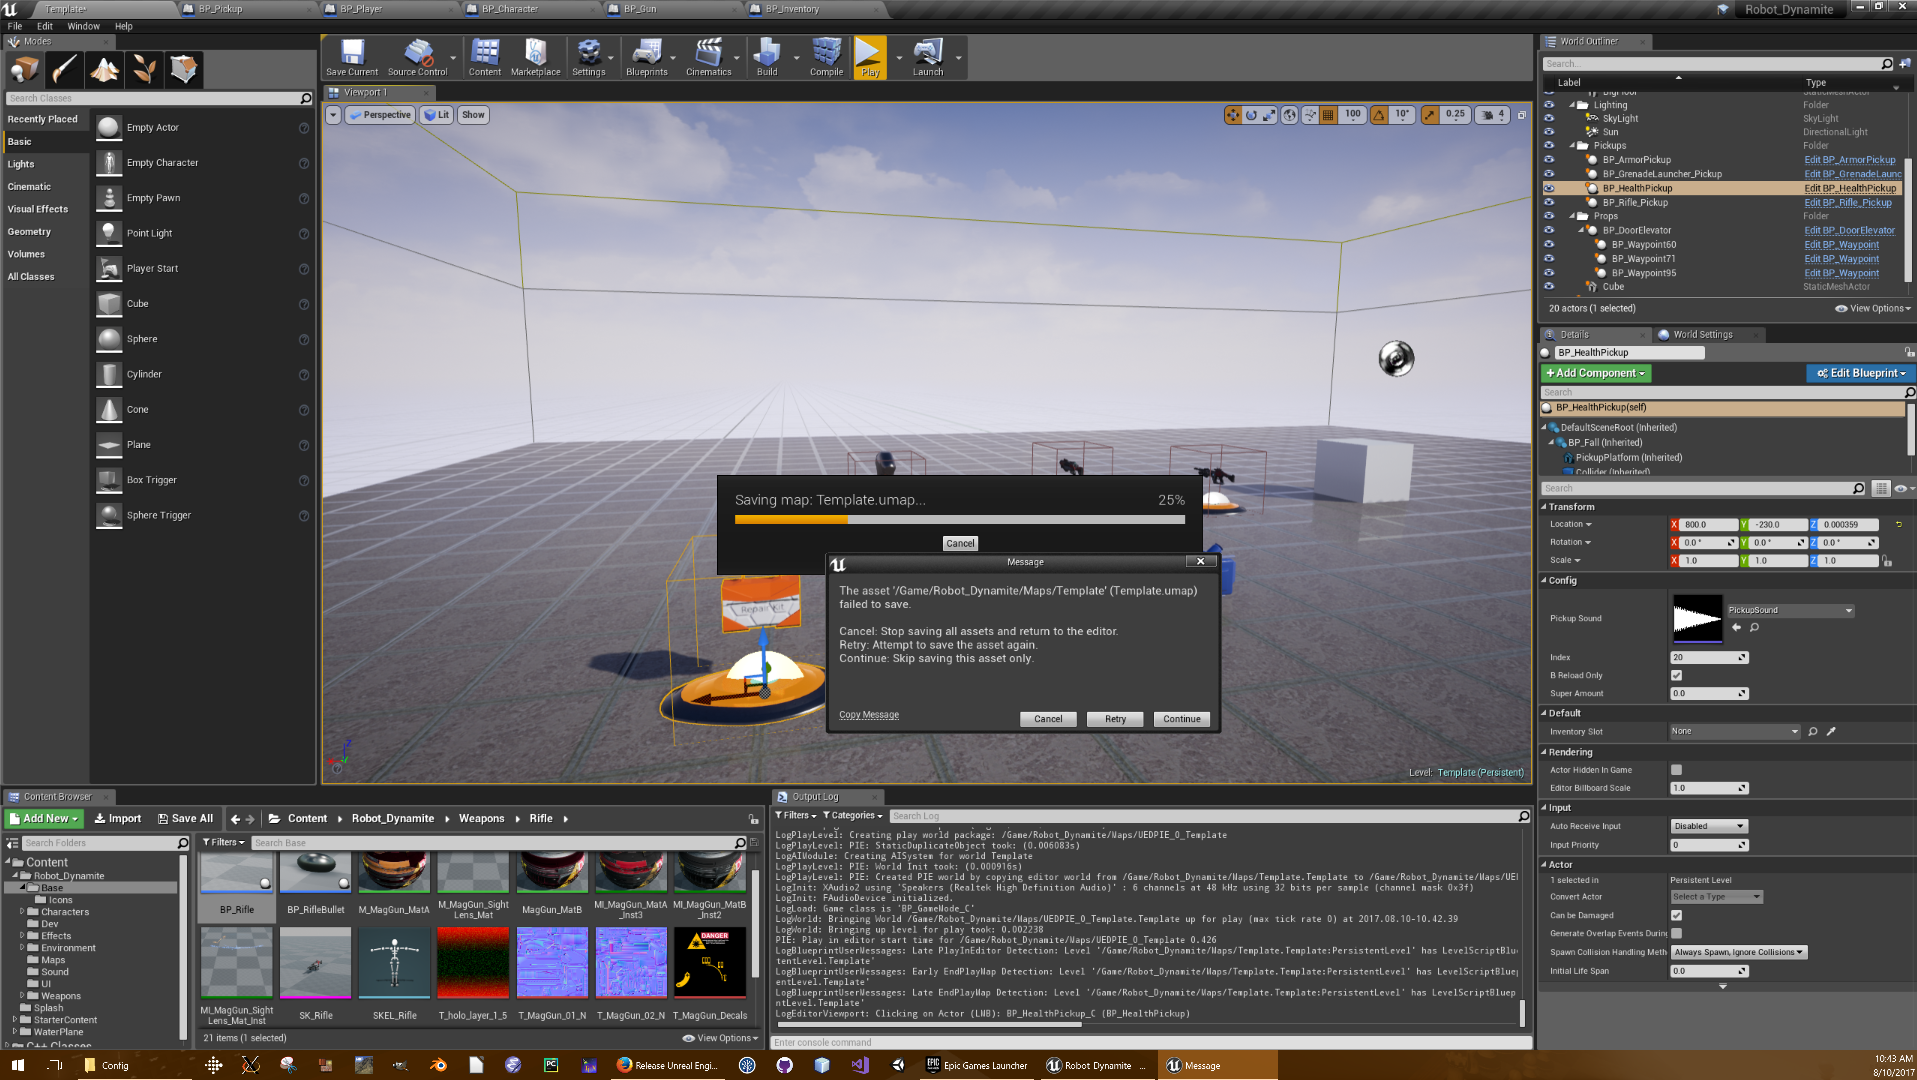 Template*
BP_Pickup
BP_Player
BP_Character
BP_Gun
BP_Inventory
Robot_Dynamite
File
Edit
Window
Help
Modes
Search Classes
Recently Placed
Basic
Lights
Cinematic
Visual Effects
Geometry
Volumes
All Classes
Empty Actor
Empty Character
Empty Pawn
Point Light
Player Start
Cube
Sphere
Cylinder
Cone
Plane
Box Trigger
Sphere Trigger
Save Current
Source Control
Content
Marketplace
Settings
Blueprints
Cinematics
Build
Compile
Play
Launch
Viewport 1
Perspective
Lit
Show
100
10°
0.25
4
Saving map: Template.umap...
25%
Cancel
Repair Kit
Message
The asset '/Game/Robot_Dynamite/Maps/Template' (Template.umap)
failed to save.
Cancel: Stop saving all assets and return to the editor.
Retry: Attempt to save the asset again.
Continue: Skip saving this asset only.
Copy Message
Cancel
Retry
Continue
Level: Template (Persistent)
World Outliner
Search...
Label
Type
Lighting
Folder
SkyLight
SkyLight
Sun
DirectionalLight
Pickups
Folder
BP_ArmorPickup
Edit BP_ArmorPickup
BP_GrenadeLauncher_Pickup
Edit BP_GrenadeLaunc
BP_HealthPickup
Edit BP_HealthPickup
BP_Rifle_Pickup
Edit BP_Rifle_Pickup
Props
Folder
BP_DoorElevator
Edit BP_DoorElevator
BP_Waypoint60
Edit BP_Waypoint
BP_Waypoint71
Edit BP_Waypoint
BP_Waypoint95
Edit BP_Waypoint
Cube
StaticMeshActor
20 actors (1 selected)
View Options
Details
World Settings
BP_HealthPickup
+Add Component
Edit Blueprint
Search
BP_HealthPickup(self)
DefaultSceneRoot (Inherited)
BP_Fall (Inherited)
PickupPlatform (Inherited)
Collider (Inherited)
Search
Transform
Location
X 800.0
Y -230.0
Z 0.000359
Rotation
X 0.0 °
Y 0.0 °
Z 0.0 °
Scale
X 1.0
Y 1.0
Z 1.0
Config
Pickup Sound
PickupSound
Index
20
B Reload Only
Super Amount
0.0
Default
Inventory Slot
None
Rendering
Actor Hidden In Game
Editor Billboard Scale
1.0
Input
Auto Receive Input
Disabled
Input Priority
0
Actor
1 selected in
Persistent Level
Convert Actor
Select a Type
Can be Damaged
Generate Overlap Events During
Spawn Collision Handling Meth
Always Spawn, Ignore Collisions
Initial Life Span
0.0
Content Browser
Add New
Import
Save All
Content
Robot_Dynamite
Weapons
Rifle
Search Folders
Filters
Search Base
Content
Robot_Dynamite
Base
Icons
Characters
Dev
Effects
Environment
Maps
Sound
UI
Weapons
Splash
StarterContent
WaterPlane
C++ Classes
BP_Rifle
BP_RifleBullet
M_MagGun_MatA
M_MagGun_Sight
Lens_Mat
MagGun_MatB
MI_MagGun_MatA
_Inst3
MI_MagGun_MatB
_Inst2
DANGER
MI_MagGun_Sight
Lens_Mat_Inst
SK_Rifle
SKEL_Rifle
T_holo_layer_1_5
T_MagGun_01_N
T_MagGun_02_N
T_MagGun_Decals
21 items (1 selected)
View Options
Output Log
Filters
Categories
Search Log
LogPlayLevel: Creating play world package: /Game/Robot_Dynamite/Maps/UEDPIE_0_Template
LogPlayLevel: PIE: StaticDuplicateObject took: (0.006083s)
LogAIModule: Creating AISystem for world Template
LogPlayLevel: PIE: World Init took: (0.000916s)
LogPlayLevel: PIE: Created PIE world by copying editor world from /Game/Robot_Dynamite/Maps/Template.Template to /Game/Robot_Dynamite/Maps/UEI
LogInit: XAudio2 using 'Speakers (Realtek High Definition Audio)' : 6 channels at 48 kHz using 32 bits per sample (channel mask 0x3f)
LogInit: FAudioDevice initialized.
LogLoad: Game class is 'BP_GameMode_C'
LogWorld: Bringing World /Game/Robot_Dynamite/Maps/UEDPIE_0_Template.Template up for play (max tick rate 0) at 2017.08.10-10.42.39
LogWorld: Bringing up level for play took: 0.002238
PIE: Play in editor start time for /Game/Robot_Dynamite/Maps/UEDPIE_0_Template 0.426
LogBlueprintUserMessages: Late PlayInEditor Detection: Level '/Game/Robot_Dynamite/Maps/Template.Template:PersistentLevel' has LevelScriptBlue
tentLevel.Template'
LogBlueprintUserMessages: Early EndPlayMap Detection: Level '/Game/Robot_Dynamite/Maps/Template.Template:PersistentLevel' has LevelScriptBluep
tentLevel.Template'
LogBlueprintUserMessages: Late EndPlayMap Detection: Level '/Game/Robot_Dynamite/Maps/Template.Template:PersistentLevel' has LevelScriptBluepr
entLevel.Template'
LogEditorViewport: Clicking on Actor (LMB): BP_HealthPickup_C (BP_HealthPickup)
Enter console command
Config
Release Unreal Engi...
Epic Games Launcher
Robot_Dynamite ...
Message
10:43 AM
8/10/2017